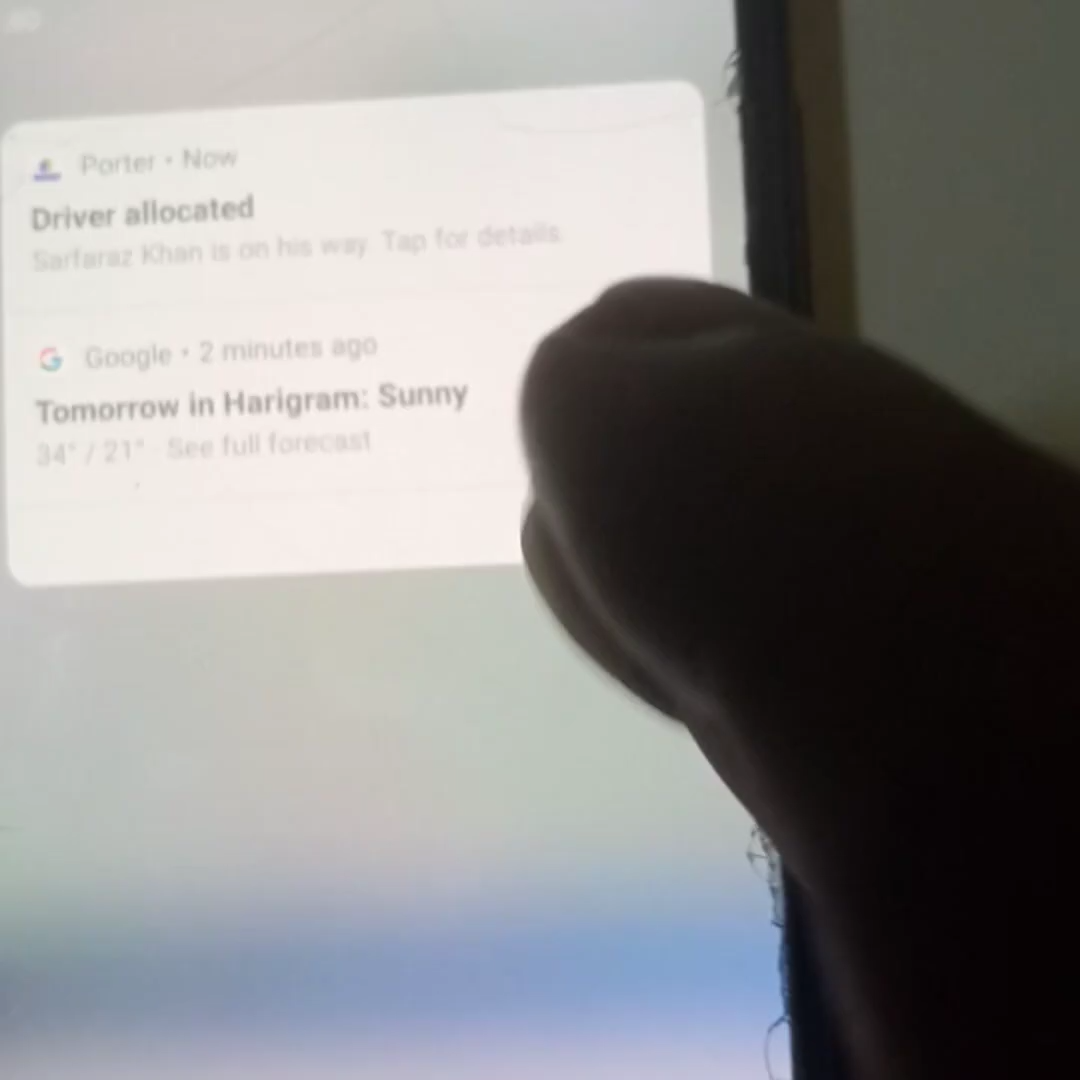 Porter • Now
Driver allocated
Sarfaraz Khan is on his way. Tap for details.
Google • 2 minutes ago
Tomorrow in Harigram: Sunny
34° / 21° · See full forecast